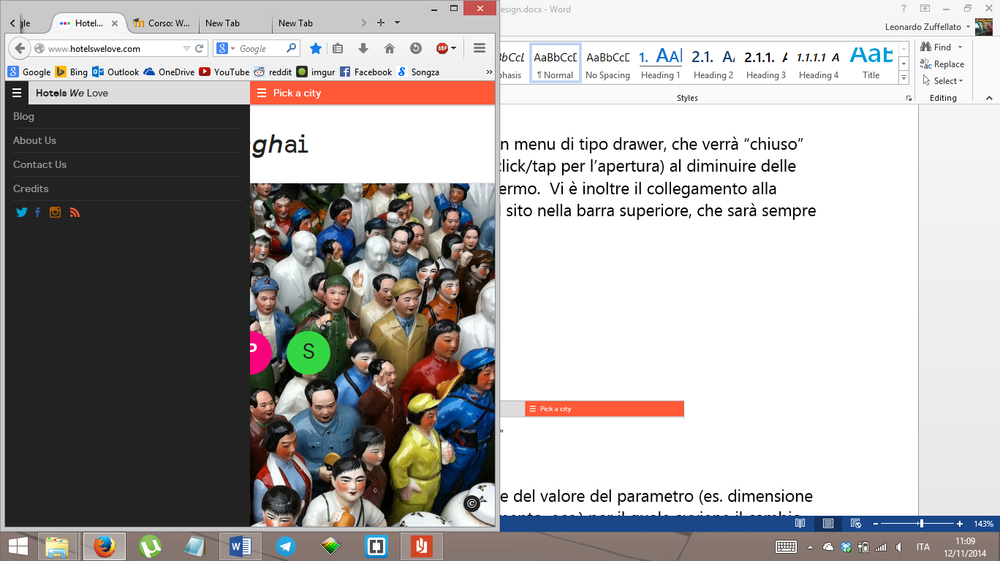 gle
Hotel...
Corso: W...
New Tab
New Tab
www.hotelswelove.com
Google
ABP
Google
Bing
Outlook
OneDrive
YouTube
reddit
imgur
Facebook
Songza
Hotels We Love
Pick a city
Blog
About Us
Contact Us
Credits
ghai
P
S
©
esign.docx - Word
Leonardo Zuffellato
AaBbCcDc
AaBbCcDc
1. AAI
2.1. A
2.1.1. A
1.1.1.1 A
Aat
phasis
¶ Normal
No Spacing
Heading 1
Heading 2
Heading 3
Heading 4
Title
Styles
Find
Replace
Select
Editing
n menu di tipo drawer, che verrà “chiuso”
click/tap per l’apertura) al diminuire delle
ermo. Vi è inoltre il collegamento alla
l sito nella barra superiore, che sarà sempre
Pick a city
"
e del valore del parametro (es. dimensione
143%
ITA
11:09
12/11/2014